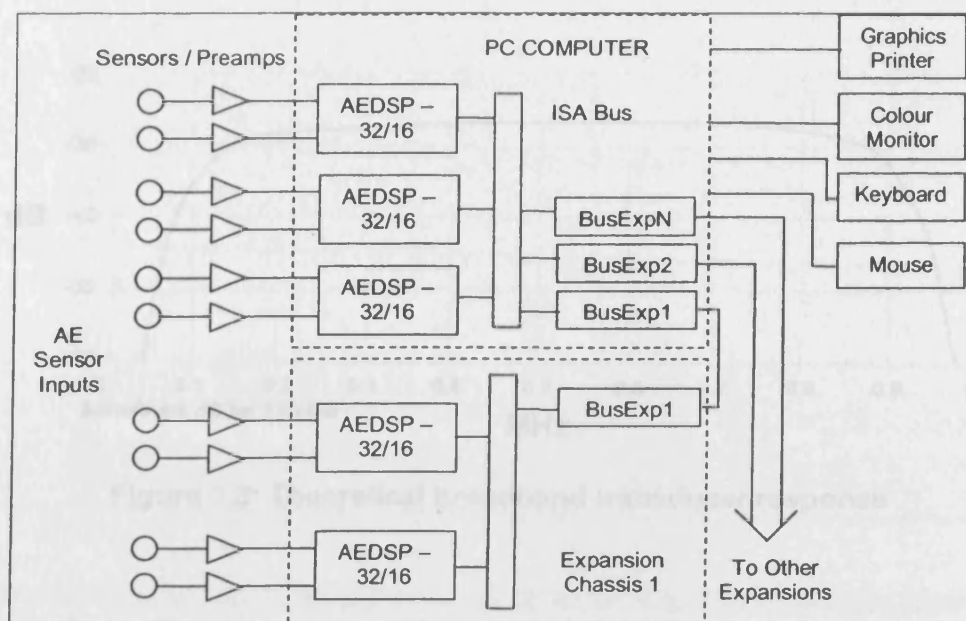 Sensors / Preamps
PC COMPUTER
Graphics
Printer
AEDSP –
32/16
ISA Bus
Colour
Monitor
AEDSP –
32/16
BusExpN
Keyboard
AEDSP –
32/16
BusExp2
Mouse
BusExp1
AE
Sensor
Inputs
BusExp1
AEDSP –
32/16
AEDSP –
32/16
Expansion
Chassis 1
To Other
Expansions